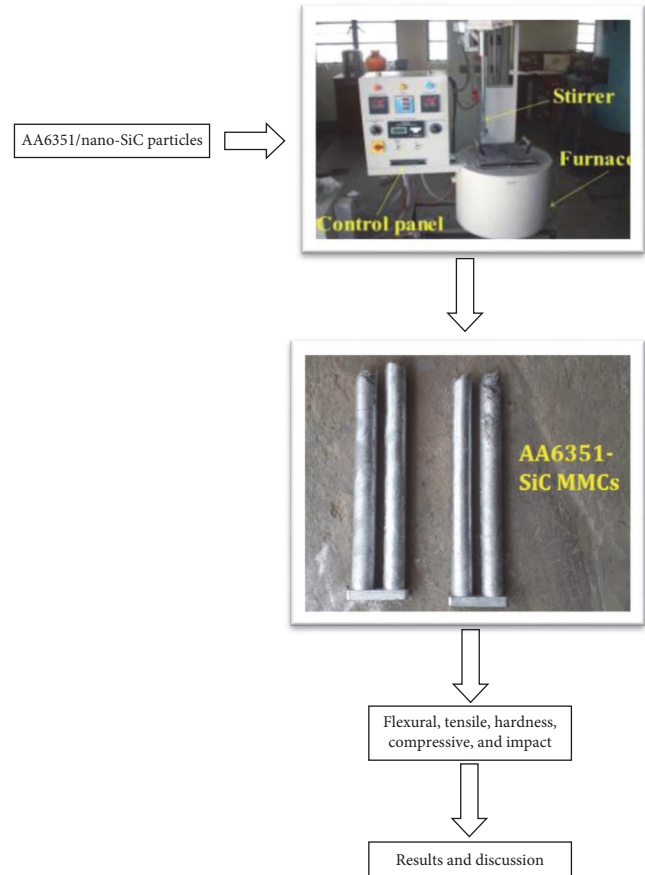 AA6351/nano-SiC particles
Stirrer
Furnace
Control panel
AA6351-
SiC MMCs
Flexural, tensile, hardness,
compressive, and impact
Results and discussion